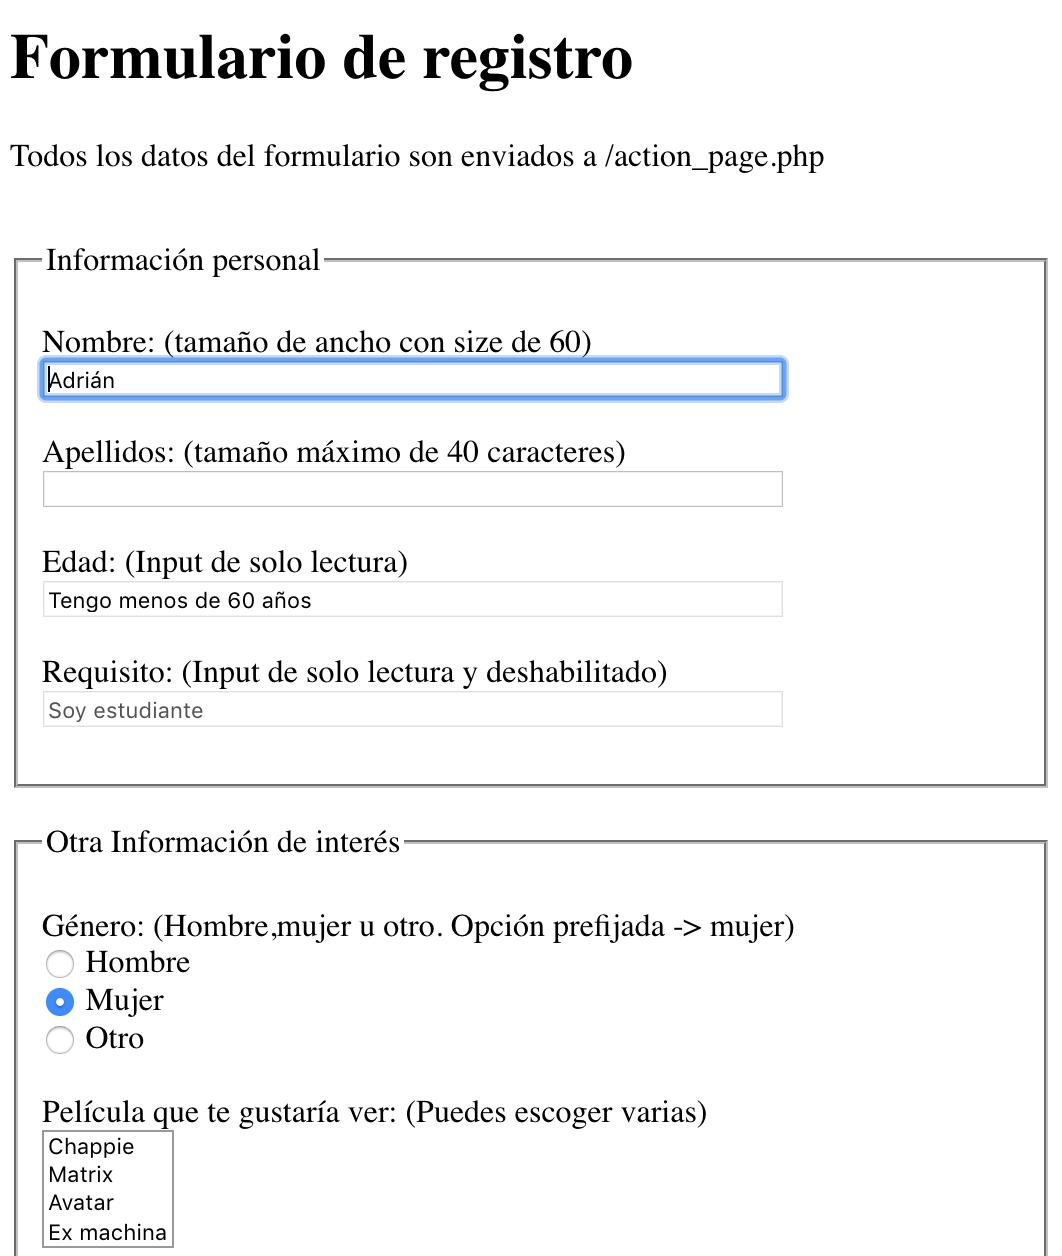 Formulario de registro
Todos los datos del formulario son enviados a /action_page.php
Información personal
Nombre: (tamaño de ancho con size de 60)
Adrián
Apellidos: (tamaño máximo de 40 caracteres)
Edad: (Input de solo lectura)
Tengo menos de 60 años
Requisito: (Input de solo lectura y deshabilitado)
Soy estudiante
Otra Información de interés
Género: (Hombre,mujer u otro. Opción prefijada -> mujer)
Hombre
Mujer
Otro
Película que te gustaría ver: (Puedes escoger varias)
Chappie
Matrix
Avatar
Ex machina